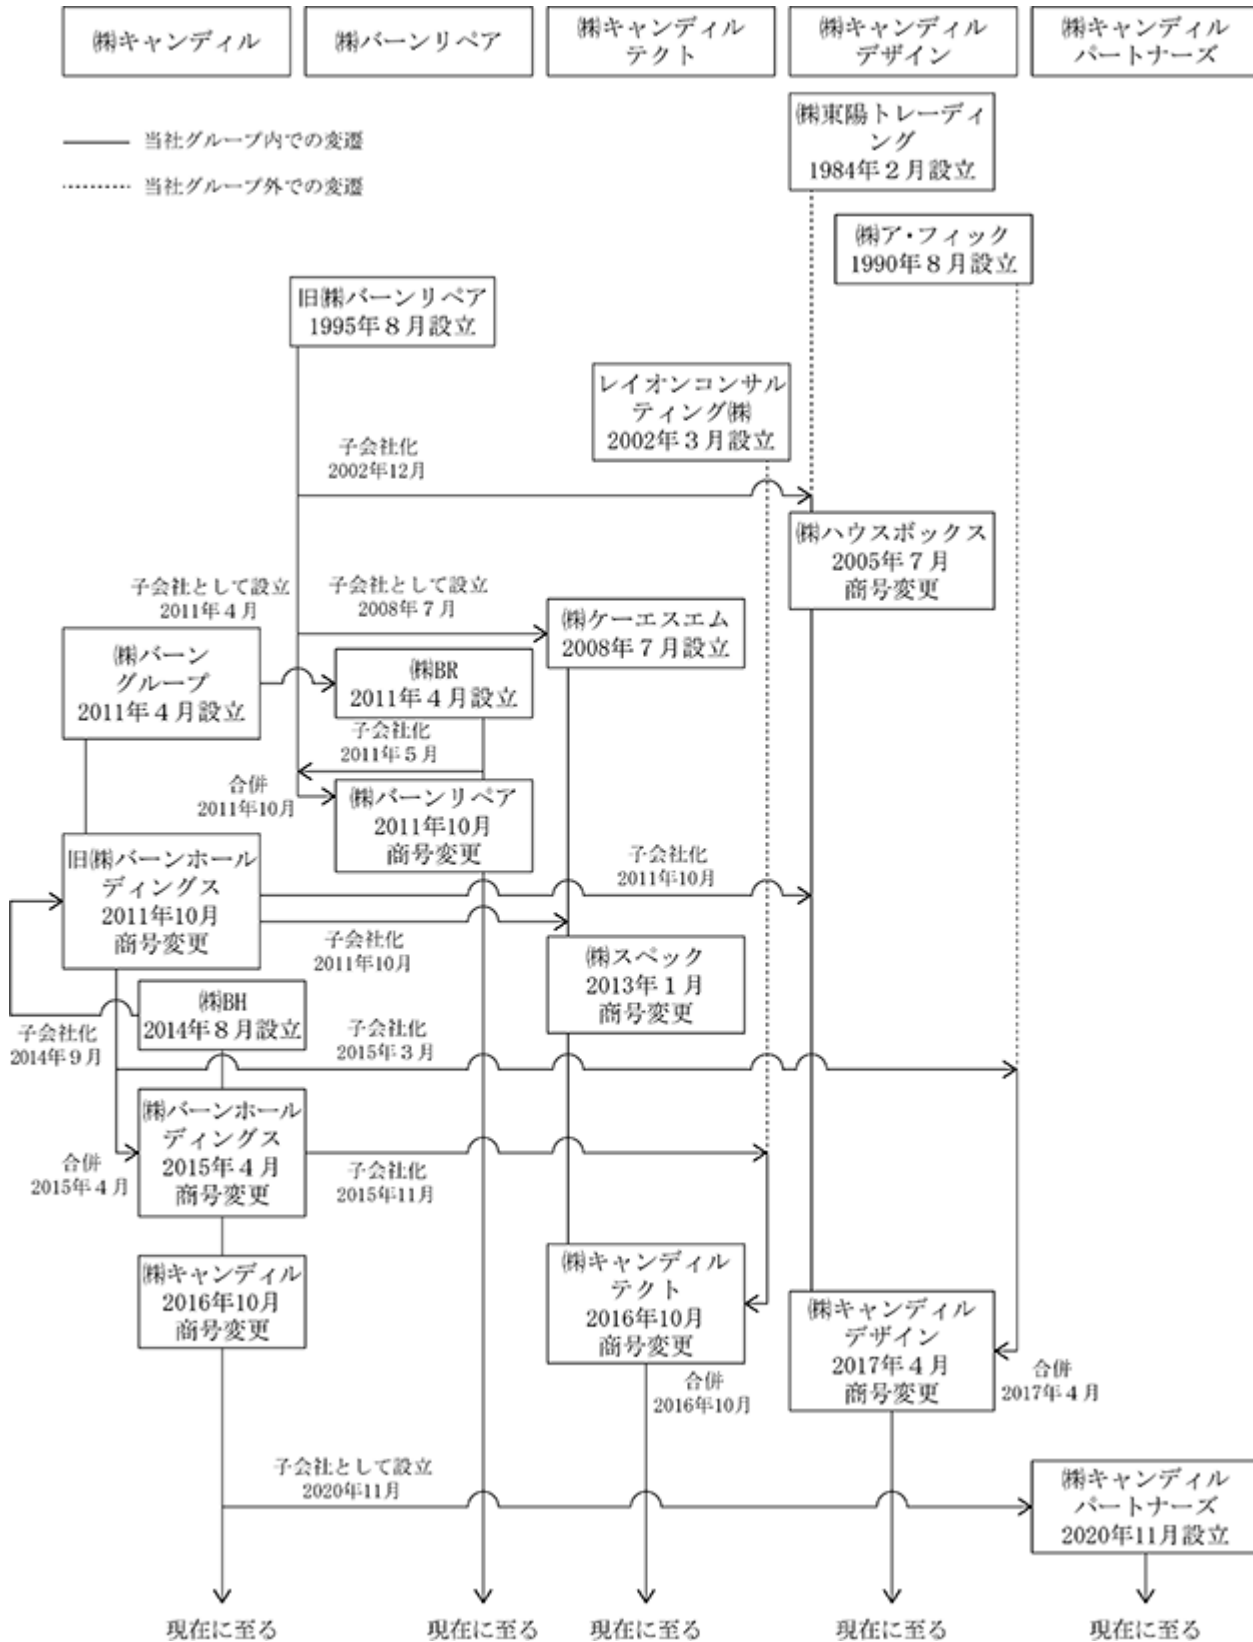 ㈱キャンディル
㈱バーンリペア
㈱キャンディル
テクト
㈱キャンディル
デザイン
㈱キャンディル
パートナーズ
当社グループ内での変遷
当社グループ外での変遷
㈱東陽トレーディ
ング
1984年２月設立
㈱ア・フィック
1990年８月設立
旧㈱バーンリペア
1995年８月設立
レイオンコンサル
ティング㈱
2002年３月設立
子会社化
2002年12月
㈱ハウスボックス
2005年７月
商号変更
子会社として設立
2011年４月
子会社として設立
2008年７月
㈱ケーエスエム
2008年７月設立
㈱バーン
グループ
2011年４月設立
㈱BR
2011年４月設立
子会社化
2011年５月
合併
2011年10月
㈱バーンリペア
2011年10月
商号変更
旧㈱バーンホール
ディングス
2011年10月
商号変更
子会社化
2011年10月
子会社化
2011年10月
㈱スペック
2013年１月
商号変更
㈱BH
2014年８月設立
子会社化
2014年９月
子会社化
2015年３月
㈱バーンホール
ディングス
2015年４月
商号変更
合併
2015年４月
子会社化
2015年11月
㈱キャンディル
2016年10月
商号変更
㈱キャンディル
テクト
2016年10月
商号変更
合併
2016年10月
㈱キャンディル
デザイン
2017年４月
商号変更
合併
2017年４月
子会社として設立
2020年11月
㈱キャンディル
パートナーズ
2020年11月設立
現在に至る
現在に至る
現在に至る
現在に至る
現在に至る